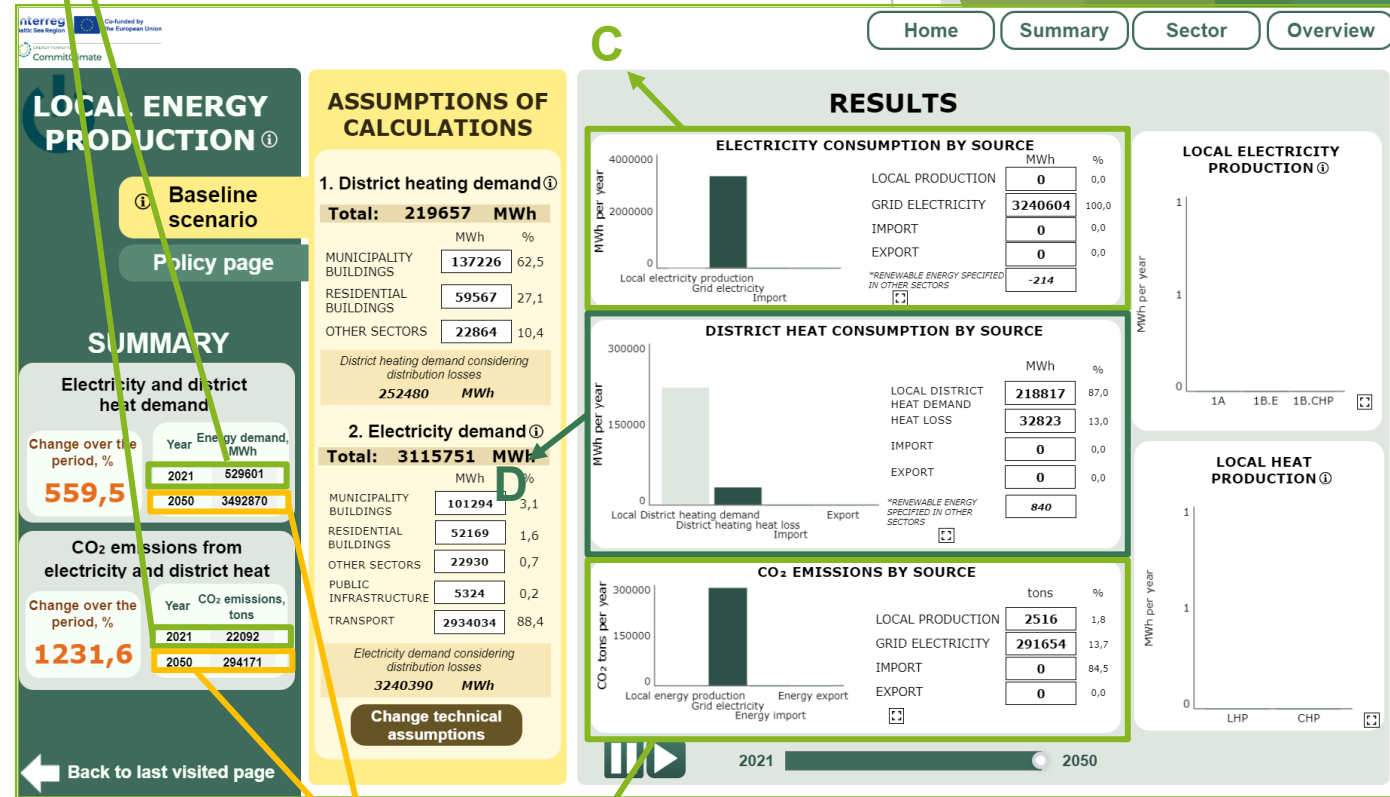 Interreg
Baltic Sea Region
Co-funded by
the European Union
ENERGY TRANSITION
CommitClimate
Home
Summary
Sector
Overview
C
LOCAL ENERGY
PRODUCTION
Baseline
scenario
Policy page
SUMMARY
Electricity and district
heat demand
Change over the
period, %
559,5
Year Energy demand,
MWh
2021 529601
2050 3492870
CO₂ emissions from
electricity and district heat
Change over the
period, %
1231,6
Year CO₂ emissions,
tons
2021 22092
2050 294171
Back to last visited page
ASSUMPTIONS OF
CALCULATIONS
1. District heating demand
Total: 219657 MWh
MWh %
MUNICIPALITY
BUILDINGS 137226 62,5
RESIDENTIAL
BUILDINGS 59567 27,1
OTHER SECTORS 22864 10,4
District heating demand considering
distribution losses
252480 MWh
2. Electricity demand
Total: 3115751 MWh
MWh %
D
MUNICIPALITY
BUILDINGS 101294 3,1
RESIDENTIAL
BUILDINGS 52169 1,6
OTHER SECTORS 22930 0,7
PUBLIC
INFRASTRUCTURE 5324 0,2
TRANSPORT 2934034 88,4
Electricity demand considering
distribution losses
3240390 MWh
Change technical
assumptions
RESULTS
ELECTRICITY CONSUMPTION BY SOURCE
MWh per year
4000000
2000000
0
Local electricity production
Grid electricity
Import
MWh %
LOCAL PRODUCTION 0 0,0
GRID ELECTRICITY 3240604 100,0
IMPORT 0 0,0
EXPORT 0 0,0
*RENEWABLE ENERGY SPECIFIED
IN OTHER SECTORS -214
DISTRICT HEAT CONSUMPTION BY SOURCE
MWh per year
300000
150000
0
Local District heating demand
District heating heat loss
Import
Export
MWh %
LOCAL DISTRICT
HEAT DEMAND 218817 87,0
HEAT LOSS 32823 13,0
IMPORT 0 0,0
EXPORT 0 0,0
*RENEWABLE ENERGY
SPECIFIED IN OTHER
SECTORS 840
CO₂ EMISSIONS BY SOURCE
CO₂ tons per year
300000
150000
0
Local energy production
Grid electricity
Energy import
Energy export
tons %
LOCAL PRODUCTION 2516 1,8
GRID ELECTRICITY 291654 13,7
IMPORT 0 84,5
EXPORT 0 0,0
2021 2050
LOCAL ELECTRICITY
PRODUCTION
MWh per year
1
1
0
1A 1B.E 1B.CHP
LOCAL HEAT
PRODUCTION
MWh per year
1
1
0
LHP CHP